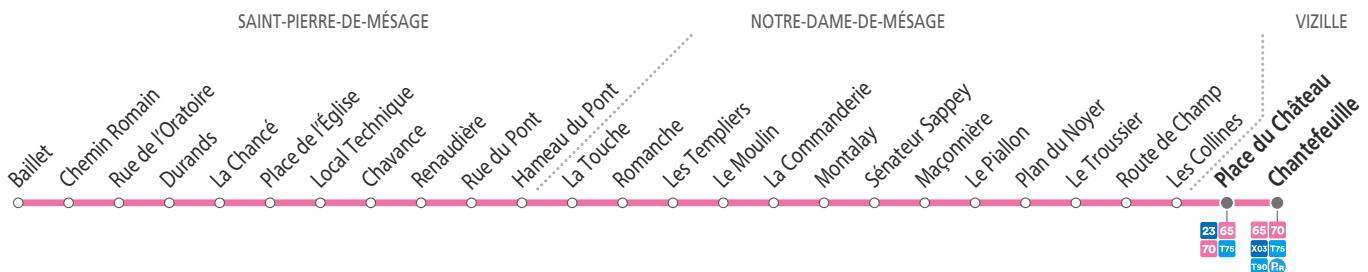 SAINT-PIERRE-DE-MÉSAGE
NOTRE-DAME-DE-MÉSAGE
VIZILLE
Baillet
Chemin Romain
Rue de l'Oratoire
Durands
La Chancé
Place de l'Église
Local Technique
Chavance
Renaudière
Rue du Pont
Hameau du Pont
La Touche
Romanche
Les Templiers
Le Moulin
La Commanderie
Montalay
Sénateur Sappey
Maçonnière
Le Piallon
Plan du Noyer
Le Troussier
Route de Champ
Les Collines
Place du Château
Chantefeuille
23 65
70 T75
65 70
X03 T75
T90 P+R